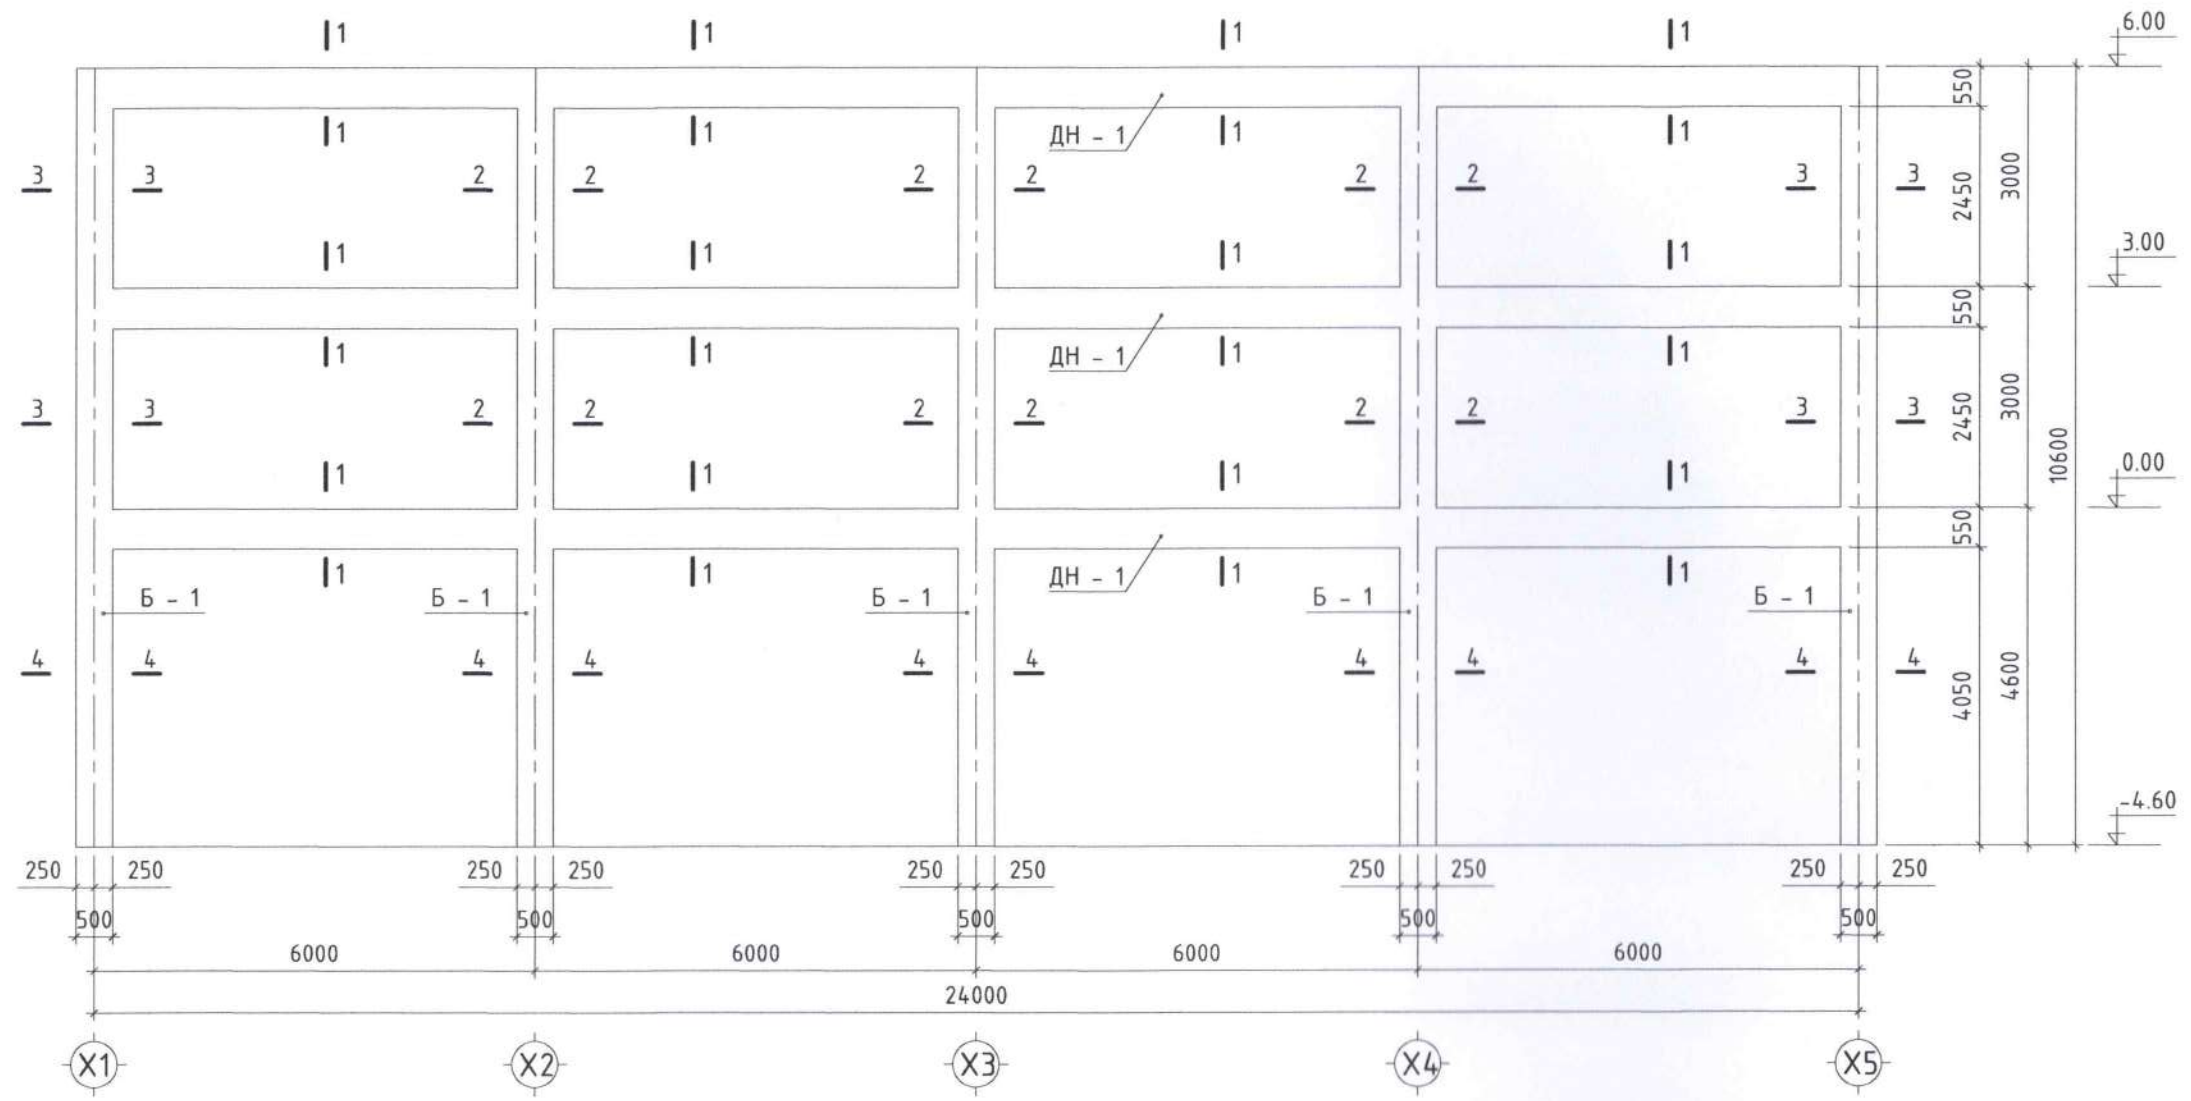 1 1 1 1 6.00
550
1 1 ДН - 1 1 1
3 3 2 2 2 2 2 2 3 3 2450 3000
1 1 1 1 3.00
550
1 1 ДН - 1 1 1
3 3 2 2 2 2 2 2 3 3 2450 3000
10600
1 1 1 1 0.00
550
1 1 ДН - 1 1 1
Б - 1 Б - 1 Б - 1 Б - 1 Б - 1
4 4 4 4 4 4 4 4 4 4 4050 4600
-4.60
250 250 250 250 250 250 250 250 250 250
500 500 500 500 500
6000 6000 6000 6000
24000
X1 X2 X3 X4 X5